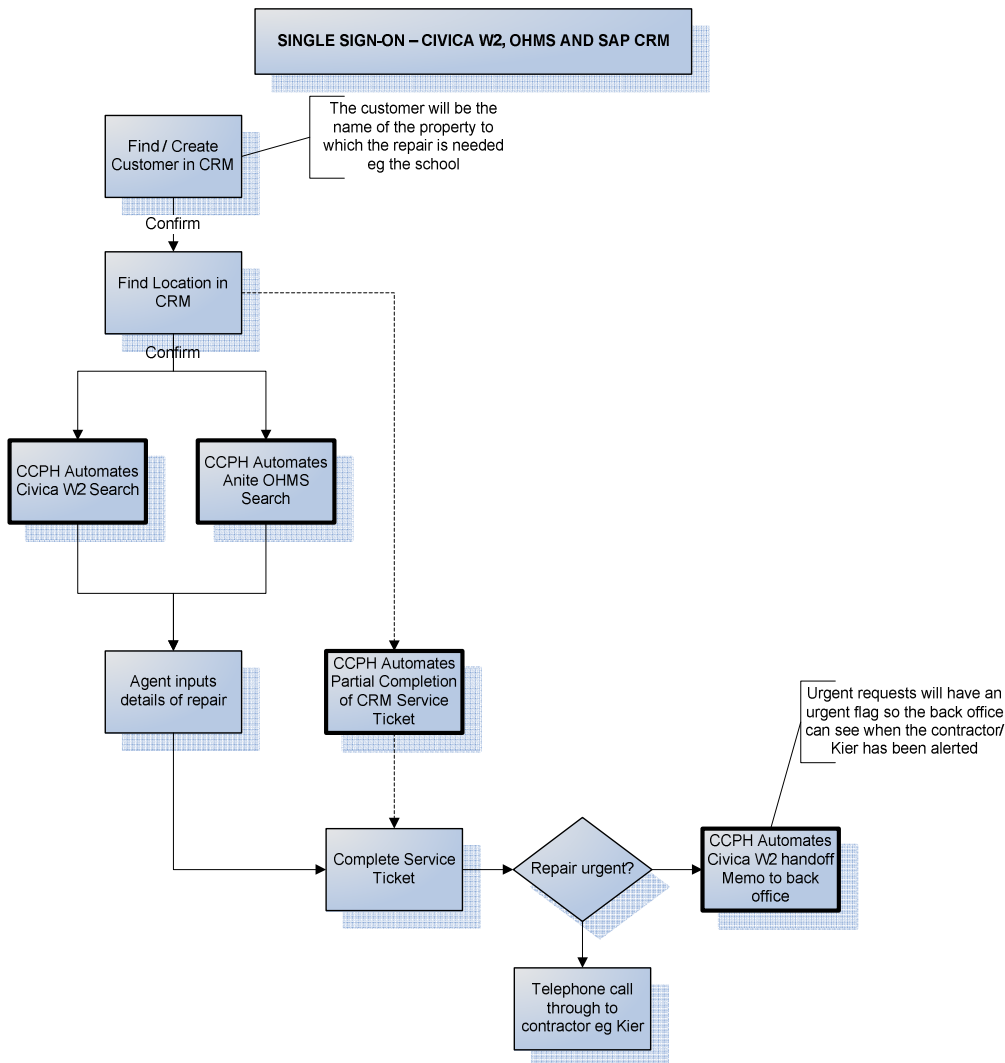 SINGLE SIGN-ON – CIVICA W2, OHMS AND SAP CRM
The customer will be the
name of the property to
which the repair is needed
eg the school
Find / Create
Customer in CRM
Confirm
Find Location in
CRM
Confirm
CCPH Automates
Civica W2 Search
CCPH Automates
Anite OHMS
Search
Agent inputs
details of repair
CCPH Automates
Partial Completion
of CRM Service
Ticket
Urgent requests will have an
urgent flag so the back office
can see when the contractor/
Kier has been alerted
Complete Service
Ticket
Repair urgent?
CCPH Automates
Civica W2 handoff
Memo to back
office
Telephone call
through to
contractor eg Kier